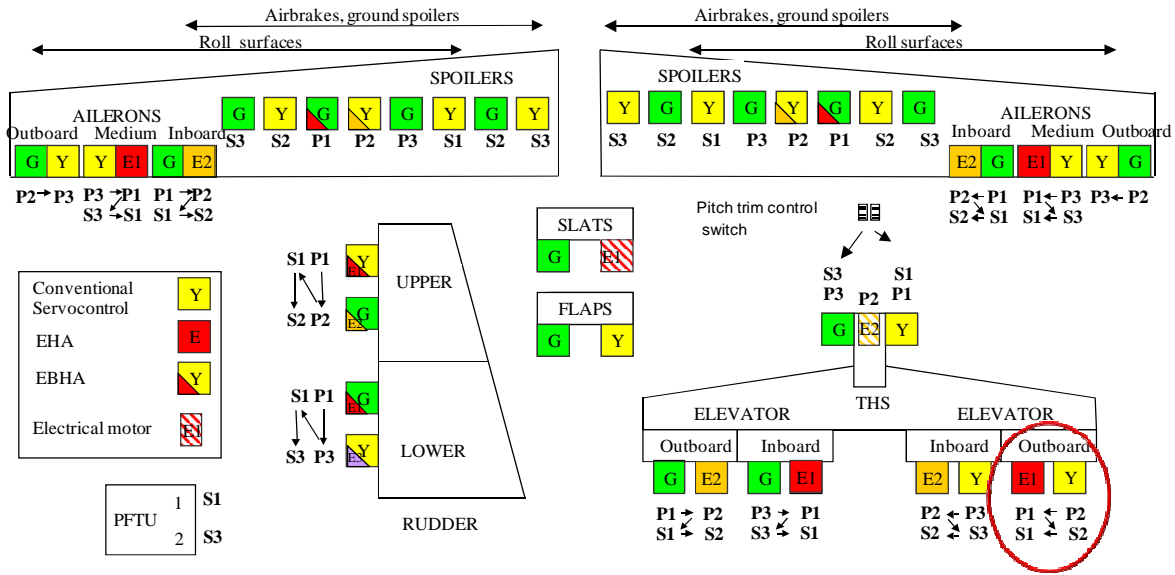 Airbrakes, ground spoilers
Airbrakes, ground spoilers
Roll surfaces
Roll surfaces
SPOILERS
SPOILERS
G Y G Y G Y G Y
Y G Y G Y G Y G
S3 S2 P1 P2 P3 S1 S2 S3
S3 S2 S1 P3 P2 P1 S2 S3
AILERONS
AILERONS
Outboard Medium Inboard
Inboard Medium Outboard
G Y Y E1 G E2
E2 G E1 Y Y G
P2 → P3 P3 → P1 P1 → P2
S3 → S1 S1 → S2
P2 ← P1 P1 ← P3 P3 ← P2
S2 ← S1 S1 ← S3
Pitch trim control
switch
S3 S1
P3 P2 P1
G E2 Y
THS
SLATS
G E1
FLAPS
G Y
S1 P1
S2 P2
Y E1
G E2
UPPER
S1 P1
S3 P3
G E1
Y E3
LOWER
RUDDER
Conventional
Servocontrol Y
EHA E
EBHA Y
Electrical motor E1
PFTU
1 S1
2 S3
ELEVATOR
ELEVATOR
Outboard Inboard
Inboard Outboard
G E2 G E1
E2 Y E1 Y
P1 → P2 P3 → P1
S1 → S2 S3 → S1
P2 ← P3 P1 ← P2
S2 ← S3 S1 ← S2